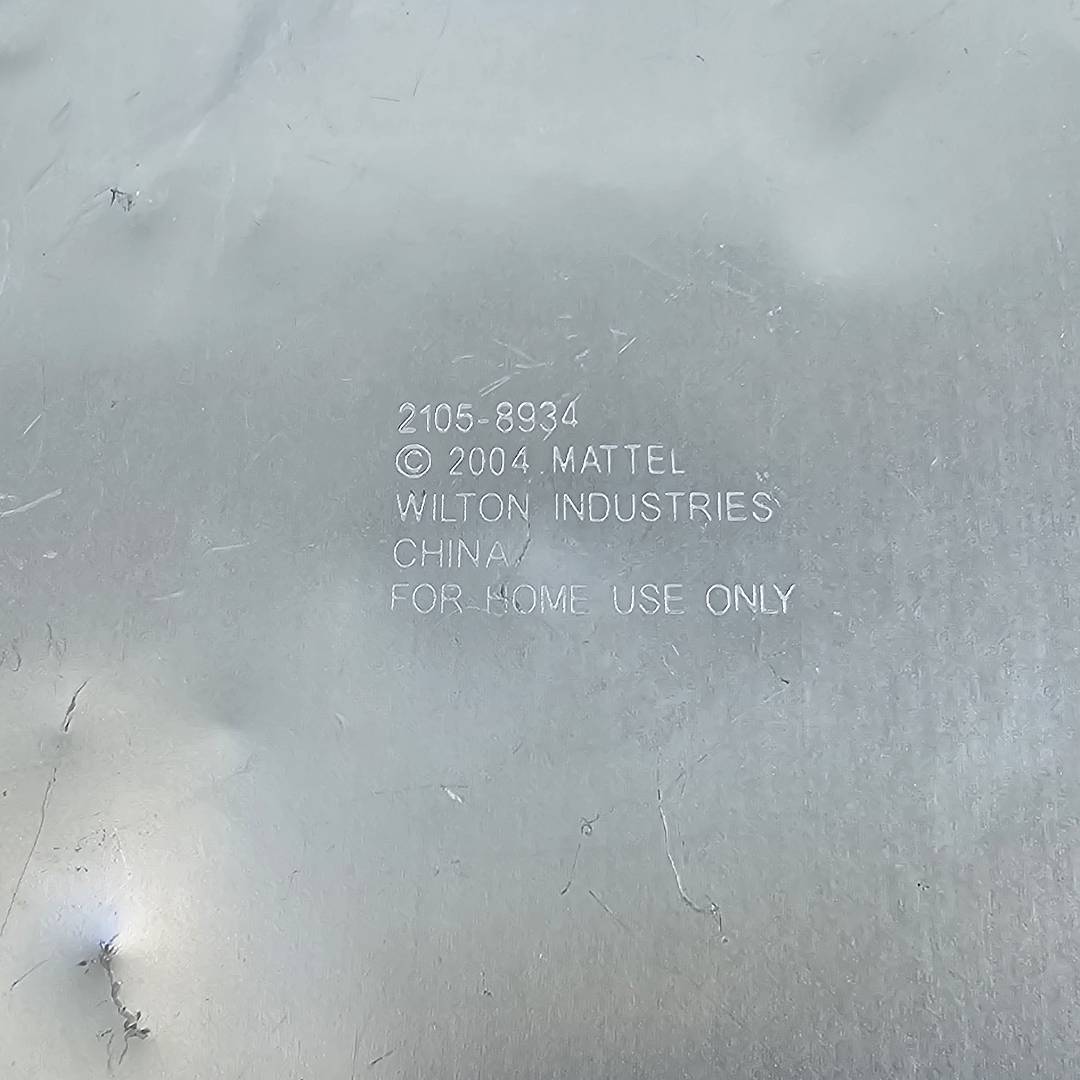 2105-8934
© 2004 MATTEL
WILTON INDUSTRIES
CHINA
FOR HOME USE ONLY